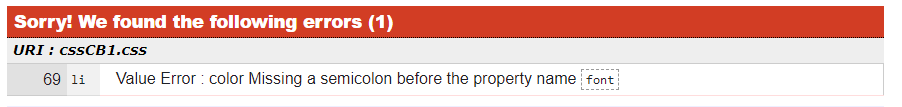 Sorry! We found the following errors (1)
URI : cssCB1.css
69 li Value Error : color Missing a semicolon before the property name font